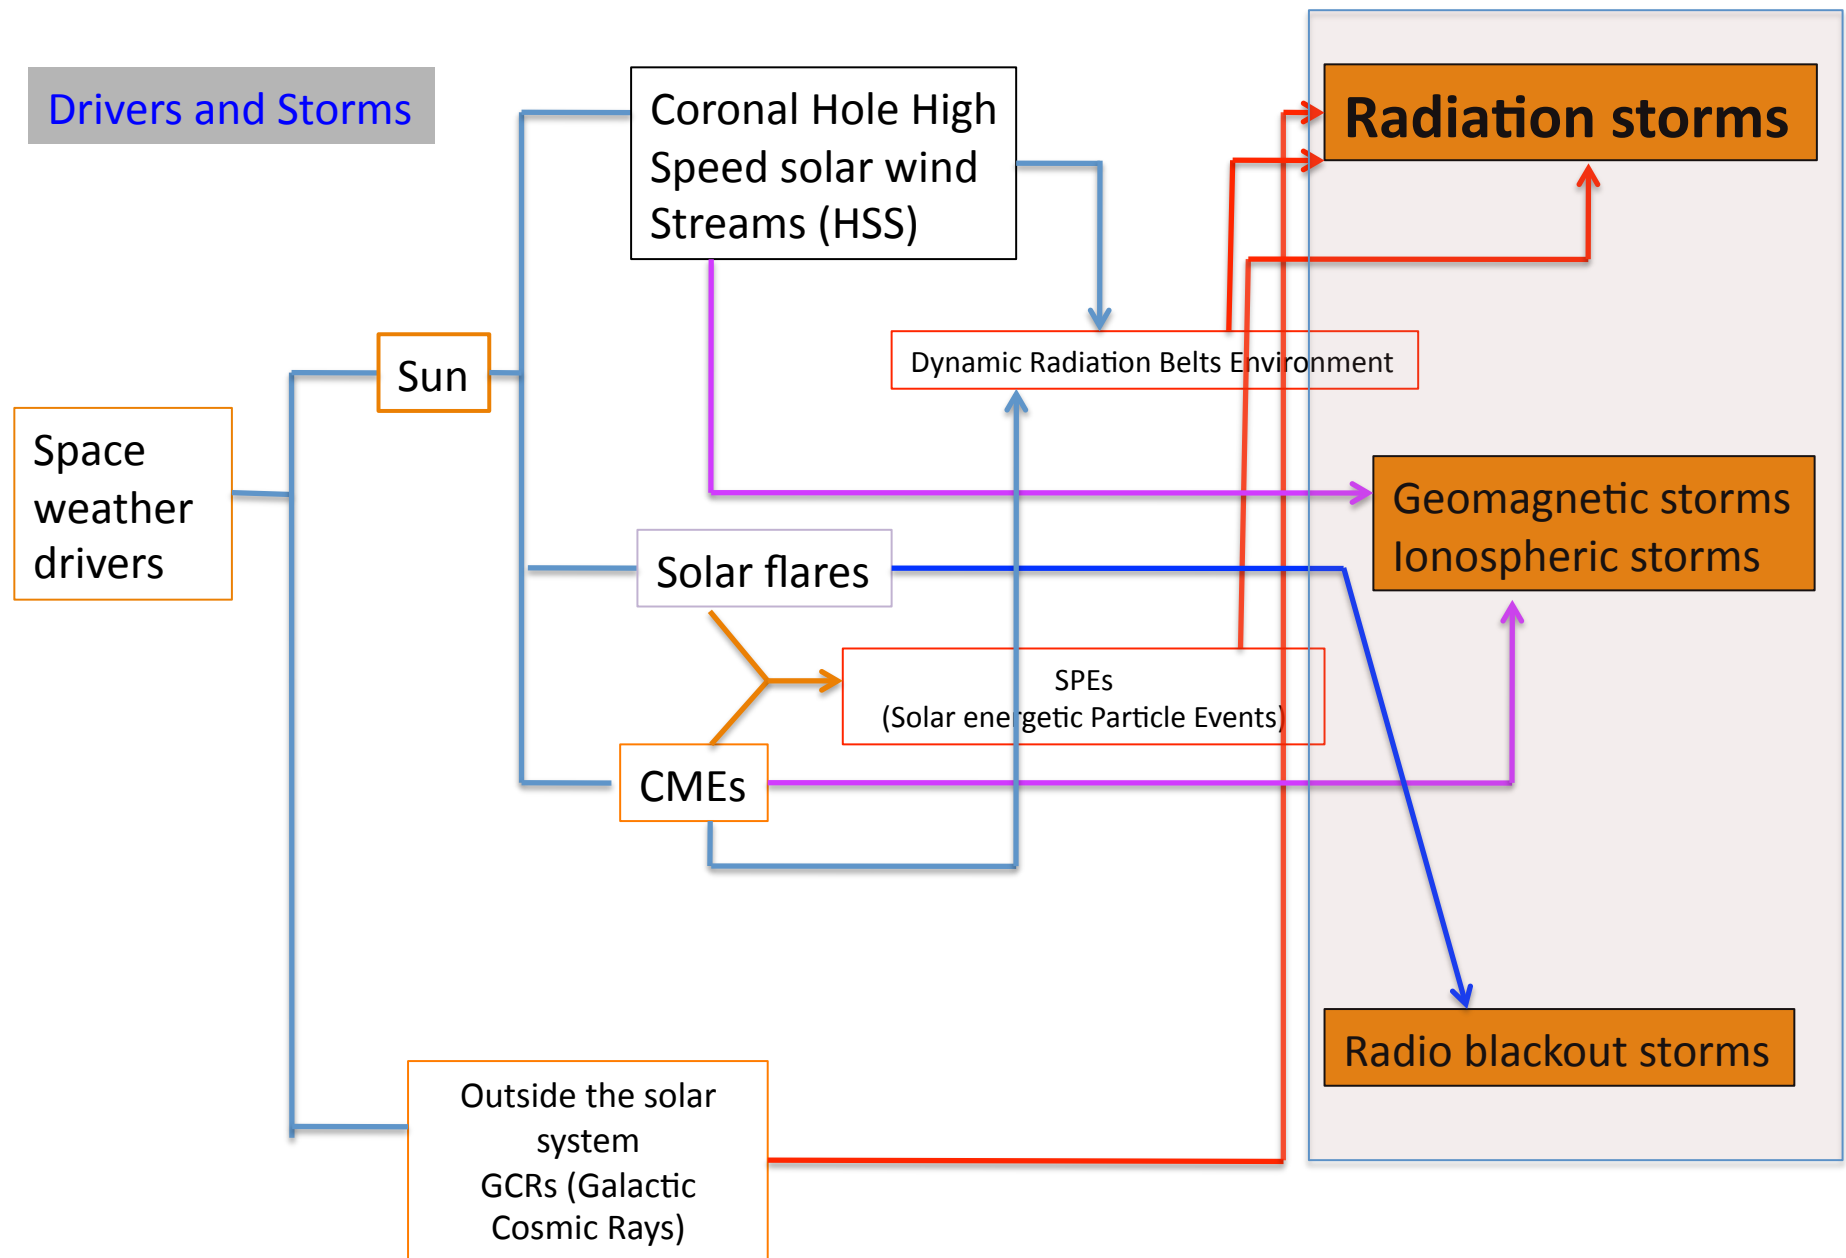 Drivers and Storms
Coronal Hole High
Speed solar wind
Streams (HSS)
Radiation storms
Dynamic Radiation Belts Environment
Sun
Space
weather
drivers
Geomagnetic storms
Ionospheric storms
Solar flares
SPEs
(Solar energetic Particle Events)
CMEs
Radio blackout storms
Outside the solar
system
GCRs (Galactic
Cosmic Rays)